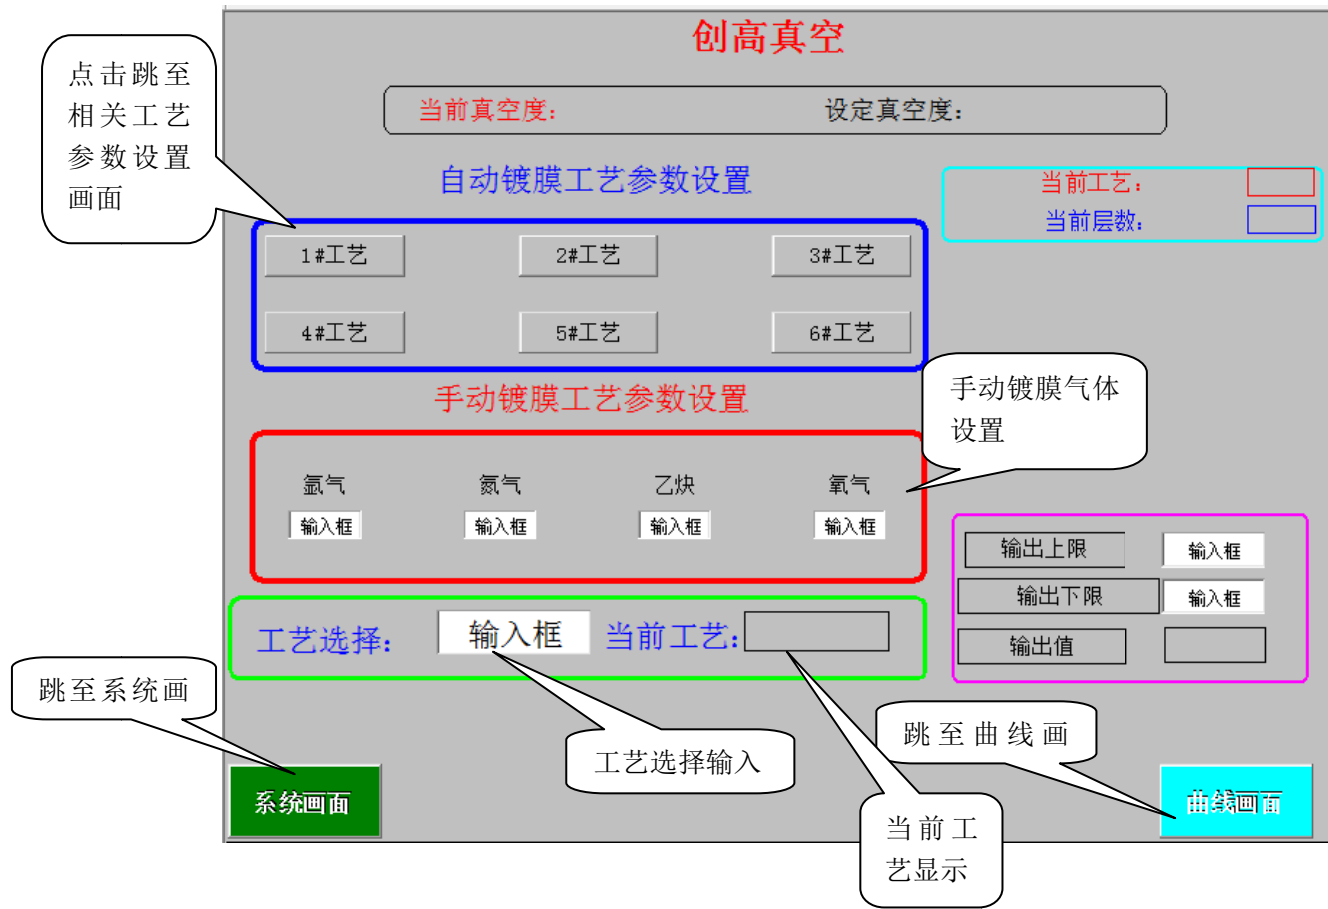 创高真空
点击跳至
相关工艺
参数设置
画面
当前真空度：
设定真空度：
自动镀膜工艺参数设置
当前工艺：
当前层数：
1#工艺
2#工艺
3#工艺
4#工艺
5#工艺
6#工艺
手动镀膜工艺参数设置
手动镀膜气体
设置
氩气
氮气
乙炔
氧气
输入框
输入框
输入框
输入框
输出上限
输入框
输出下限
输入框
输出值
工艺选择：
输入框
当前工艺：
跳至系统画
工艺选择输入
跳至曲线画
系统画面
曲线画面
当前工
艺显示